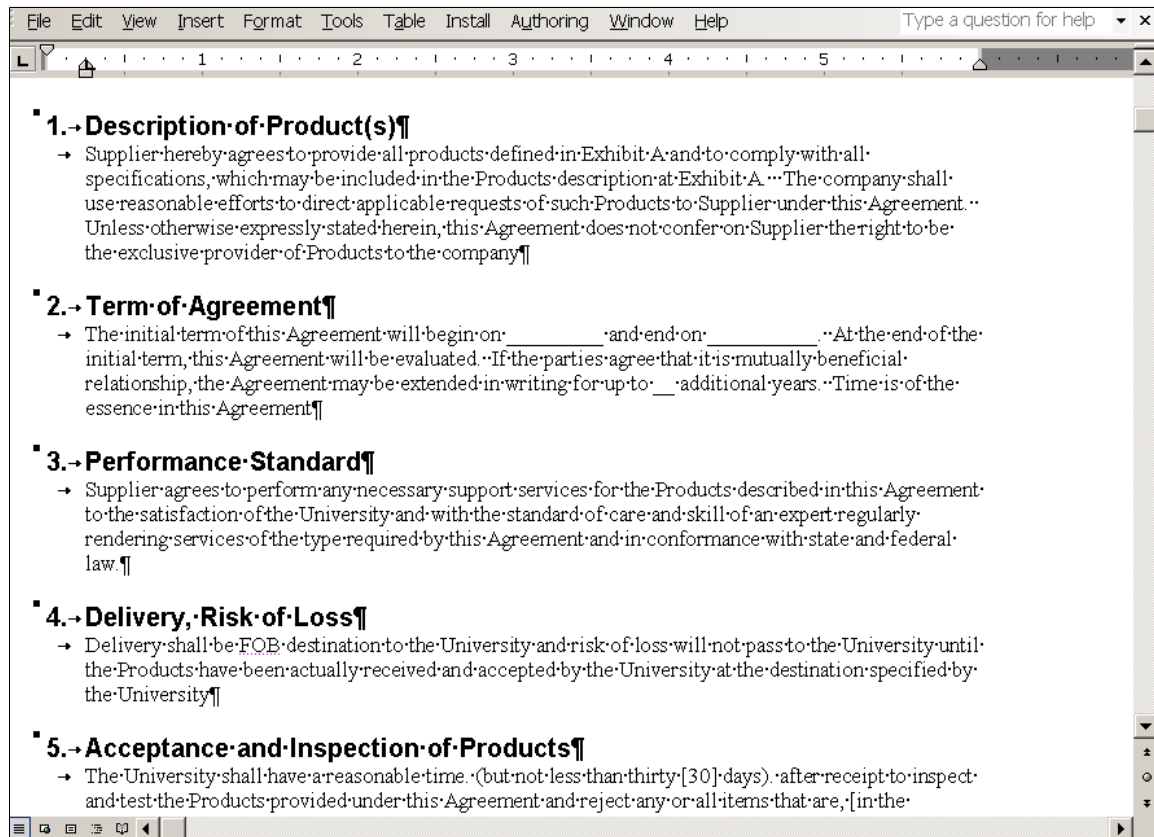 File Edit View Insert Format Tools Table Install Authoring Window Help Type a question for help
1 2 3 4 5
1. Description of Product(s)¶
Supplier hereby agrees to provide all products defined in Exhibit A and to comply with all
specifications, which may be included in the Products description at Exhibit A. The company shall
use reasonable efforts to direct applicable requests of such Products to Supplier under this Agreement.
Unless otherwise expressly stated herein, this Agreement does not confer on Supplier the right to be
the exclusive provider of Products to the company¶
2. Term of Agreement¶
The initial term of this Agreement will begin on _________ and end on __________. At the end of the
initial term, this Agreement will be evaluated. If the parties agree that it is mutually beneficial
relationship, the Agreement may be extended in writing for up to __ additional years. Time is of the
essence in this Agreement¶
3. Performance Standard¶
Supplier agrees to perform any necessary support services for the Products described in this Agreement
to the satisfaction of the University and with the standard of care and skill of an expert regularly
rendering services of the type required by this Agreement and in conformance with state and federal
law.¶
4. Delivery, Risk of Loss¶
Delivery shall be FOB destination to the University and risk of loss will not pass to the University until
the Products have been actually received and accepted by the University at the destination specified by
the University¶
5. Acceptance and Inspection of Products¶
The University shall have a reasonable time. (but not less than thirty [30] days). after receipt to inspect
and test the Products provided under this Agreement and reject any or all items that are, [in the